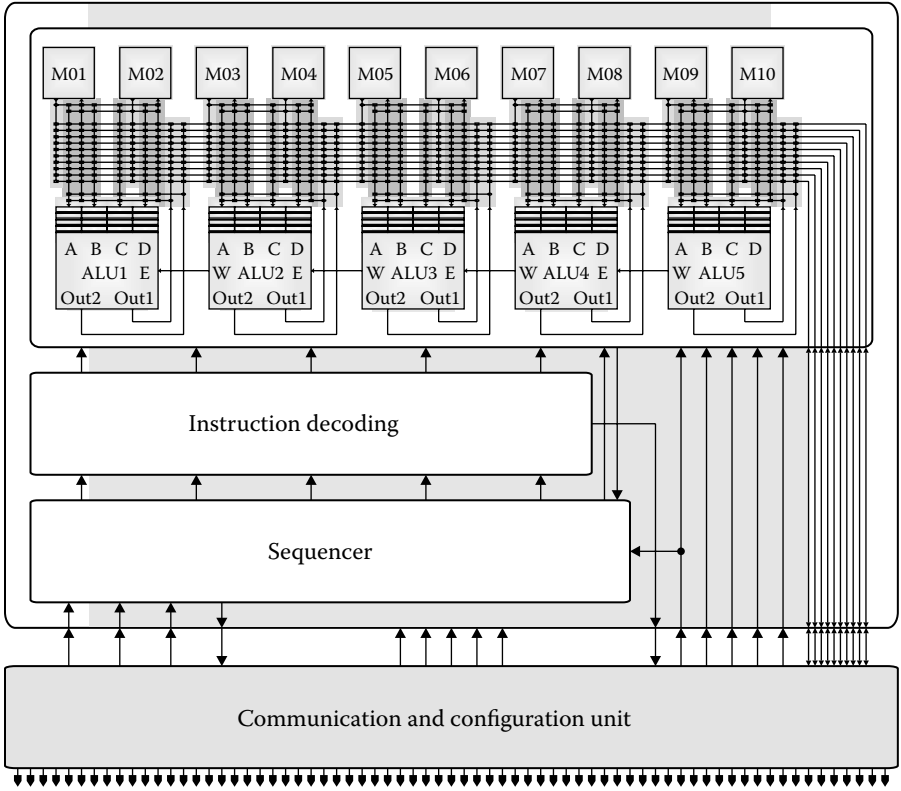 M01 M02 M03 M04 M05 M06 M07 M08 M09 M10
A B C D A B C D A B C D A B C D A B C D
ALU1 E W ALU2 E W ALU3 E W ALU4 E W ALU5
Out2 Out1 Out2 Out1 Out2 Out1 Out2 Out1 Out2 Out1
Instruction decoding
Sequencer
Communication and configuration unit